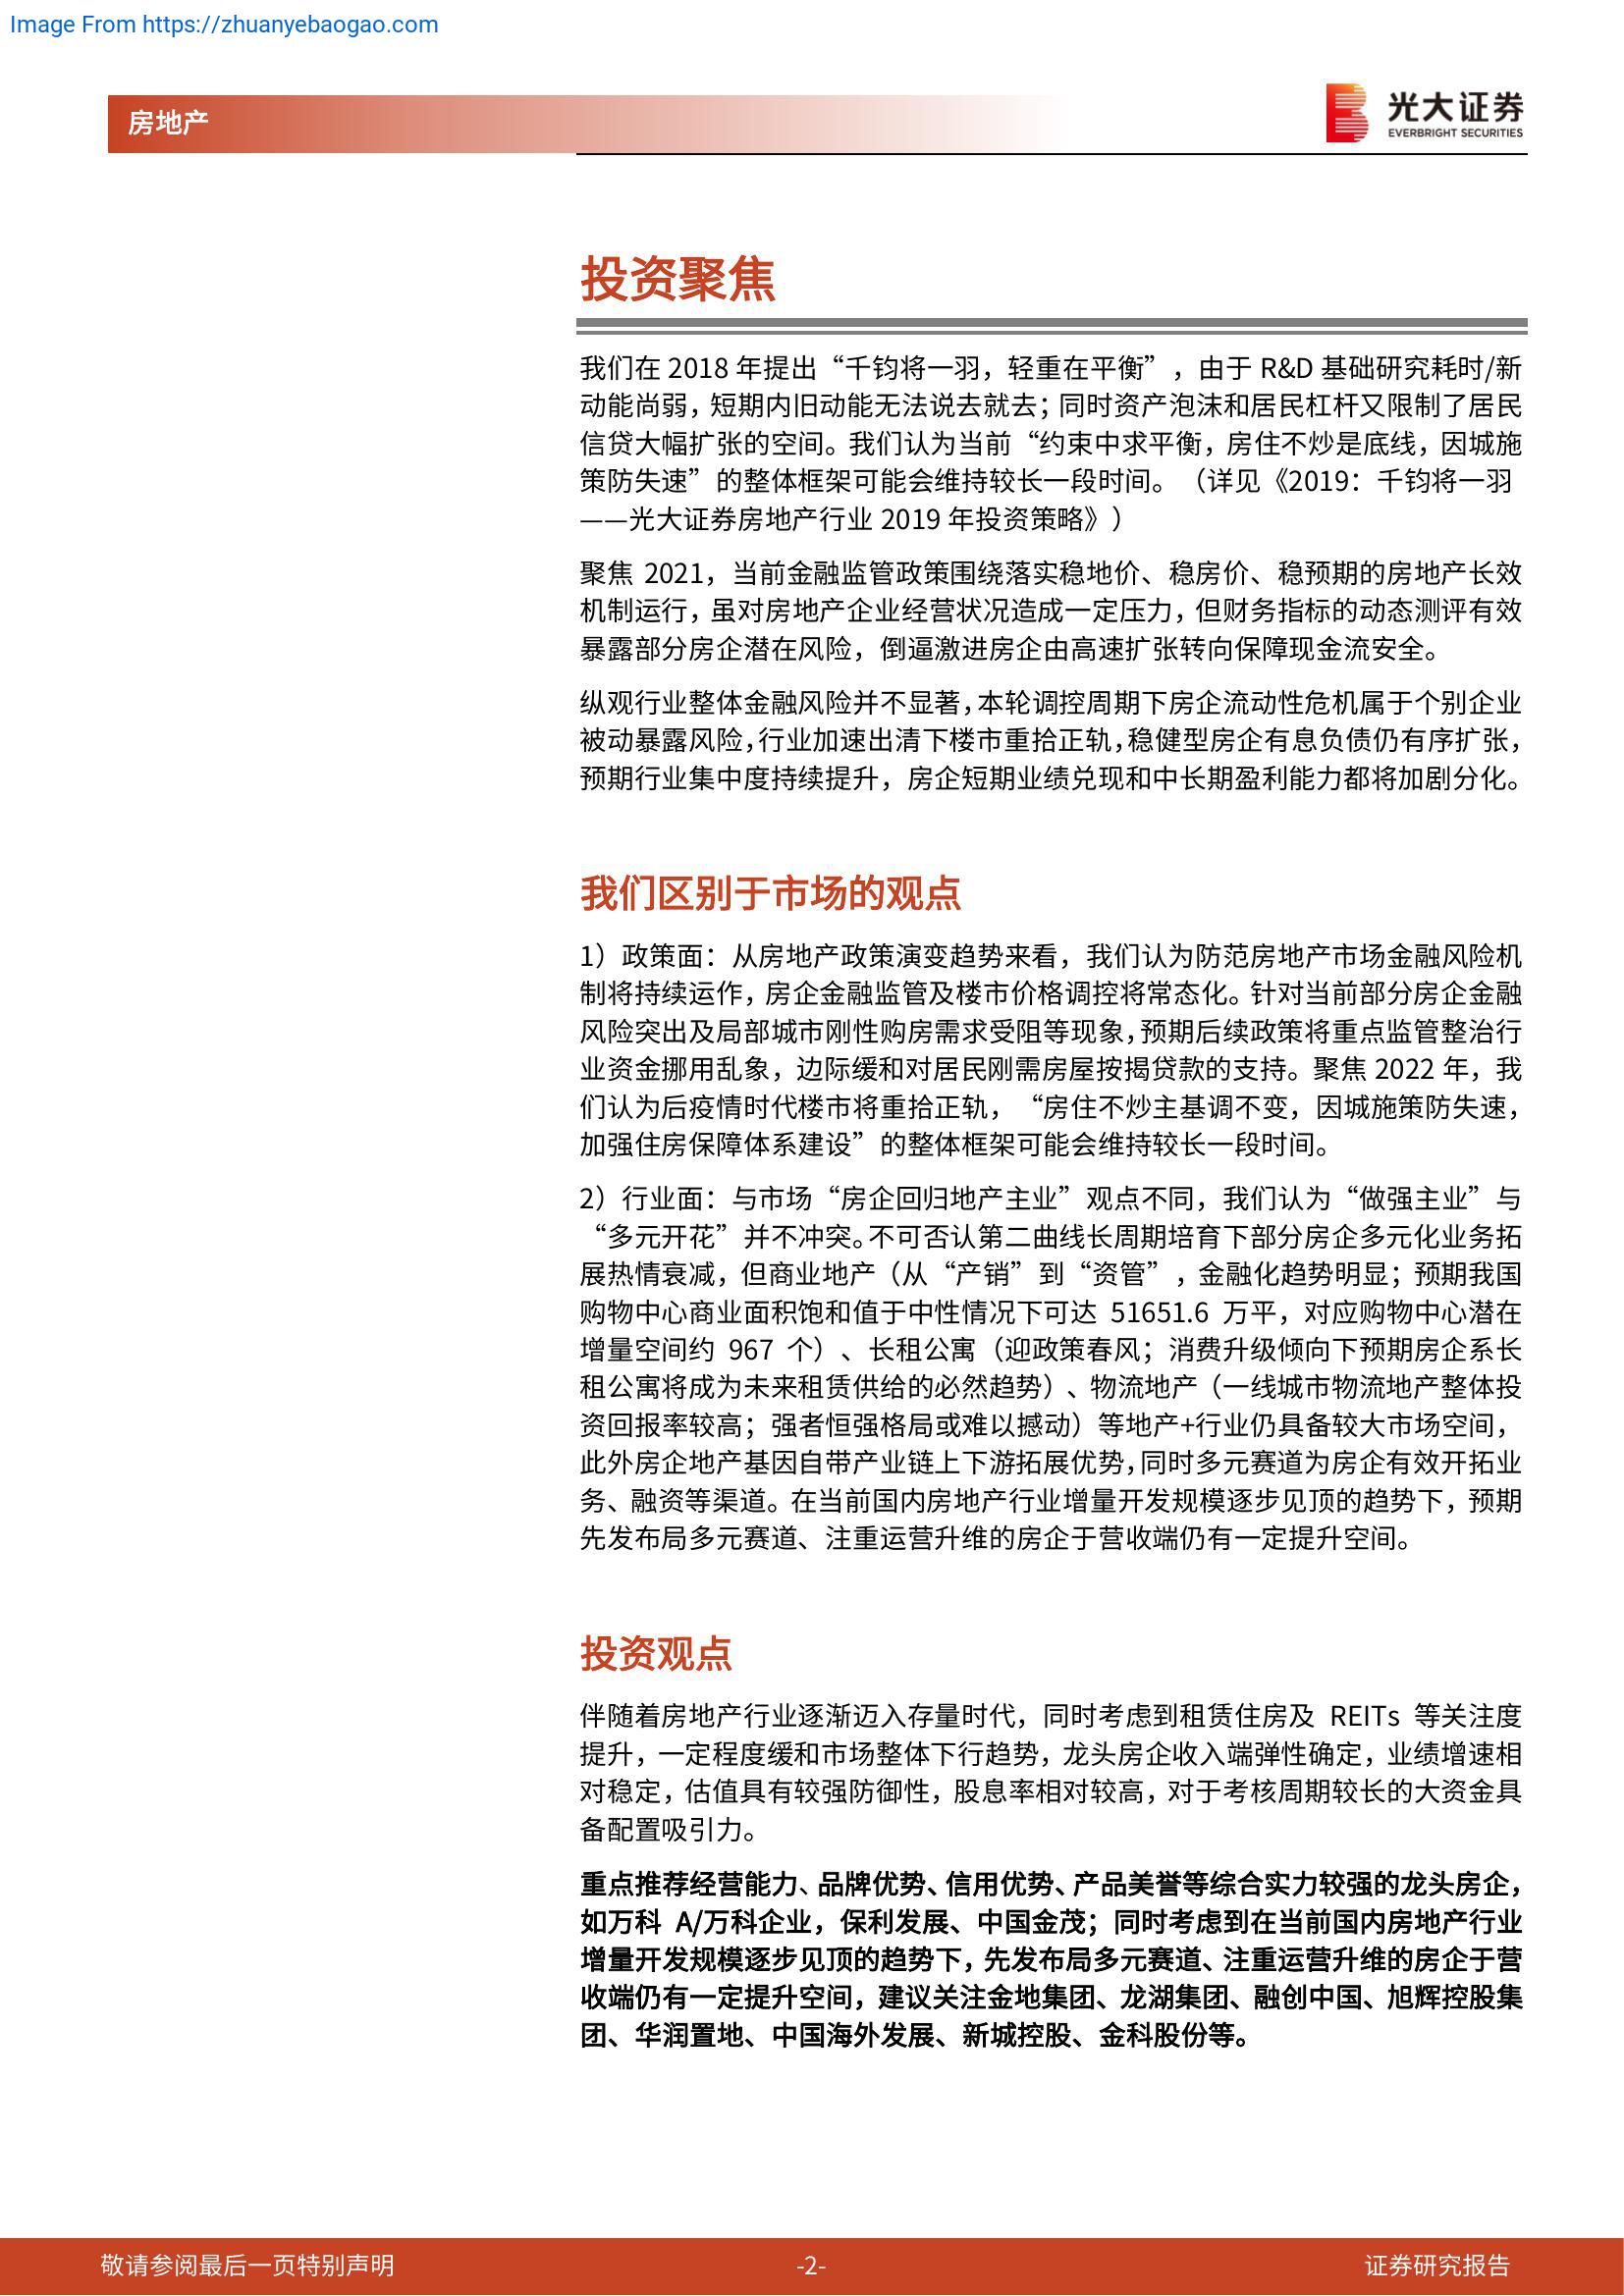 Image From https://zhuanyebaogao.com
房地产
光大证券
EVERBRIGHT SECURITIES
投资聚焦
我们在 2018 年提出“千钧将一羽，轻重在平衡”，由于 R&D 基础研究耗时/新
动能尚弱，短期内旧动能无法说去就去；同时资产泡沫和居民杠杆又限制了居民
信贷大幅扩张的空间。我们认为当前“约束中求平衡，房住不炒是底线，因城施
策防失速”的整体框架可能会维持较长一段时间。（详见《2019：千钧将一羽
——光大证券房地产行业 2019 年投资策略》）
聚焦 2021，当前金融监管政策围绕落实稳地价、稳房价、稳预期的房地产长效
机制运行，虽对房地产企业经营状况造成一定压力，但财务指标的动态测评有效
暴露部分房企潜在风险，倒逼激进房企由高速扩张转向保障现金流安全。
纵观行业整体金融风险并不显著，本轮调控周期下房企流动性危机属于个别企业
被动暴露风险，行业加速出清下楼市重拾正轨，稳健型房企有息负债仍有序扩张，
预期行业集中度持续提升，房企短期业绩兑现和中长期盈利能力都将加剧分化。
我们区别于市场的观点
1）政策面：从房地产政策演变趋势来看，我们认为防范房地产市场金融风险机
制将持续运作，房企金融监管及楼市价格调控将常态化。针对当前部分房企金融
风险突出及局部城市刚性购房需求受阻等现象，预期后续政策将重点监管整治行
业资金挪用乱象，边际缓和对居民刚需房屋按揭贷款的支持。聚焦 2022 年，我
们认为后疫情时代楼市将重拾正轨，“房住不炒主基调不变，因城施策防失速，
加强住房保障体系建设”的整体框架可能会维持较长一段时间。
2）行业面：与市场“房企回归地产主业”观点不同，我们认为“做强主业”与
“多元开花”并不冲突。不可否认第二曲线长周期培育下部分房企多元化业务拓
展热情衰减，但商业地产（从“产销”到“资管”，金融化趋势明显；预期我国
购物中心商业面积饱和值于中性情况下可达 51651.6 万平，对应购物中心潜在
增量空间约 967 个）、长租公寓（迎政策春风；消费升级倾向下预期房企系长
租公寓将成为未来租赁供给的必然趋势）、物流地产（一线城市物流地产整体投
资回报率较高；强者恒强格局或难以撼动）等地产+行业仍具备较大市场空间，
此外房企地产基因自带产业链上下游拓展优势，同时多元赛道为房企有效开拓业
务、融资等渠道。在当前国内房地产行业增量开发规模逐步见顶的趋势下，预期
先发布局多元赛道、注重运营升维的房企于营收端仍有一定提升空间。
投资观点
伴随着房地产行业逐渐迈入存量时代，同时考虑到租赁住房及 REITs 等关注度
提升，一定程度缓和市场整体下行趋势，龙头房企收入端弹性确定，业绩增速相
对稳定，估值具有较强防御性，股息率相对较高，对于考核周期较长的大资金具
备配置吸引力。
重点推荐经营能力、品牌优势、信用优势、产品美誉等综合实力较强的龙头房企，
如万科 A/万科企业，保利发展、中国金茂；同时考虑到在当前国内房地产行业
增量开发规模逐步见顶的趋势下，先发布局多元赛道、注重运营升维的房企于营
收端仍有一定提升空间，建议关注金地集团、龙湖集团、融创中国、旭辉控股集
团、华润置地、中国海外发展、新城控股、金科股份等。
敬请参阅最后一页特别声明
-2-
证券研究报告